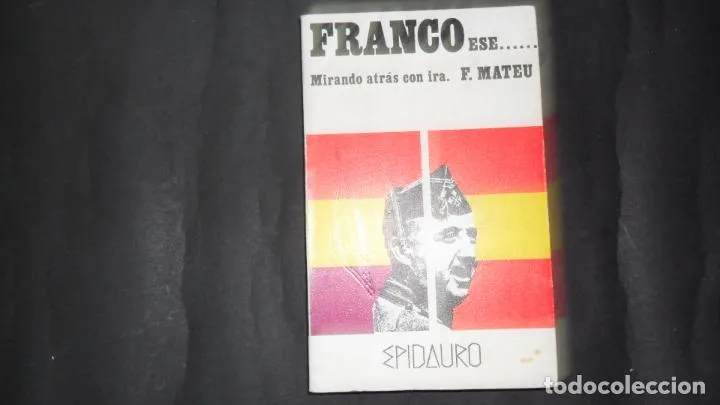 FRANCO ESE......
Mirando atrás con ira. F. MATEU
EPIDAURO
todocoleccion